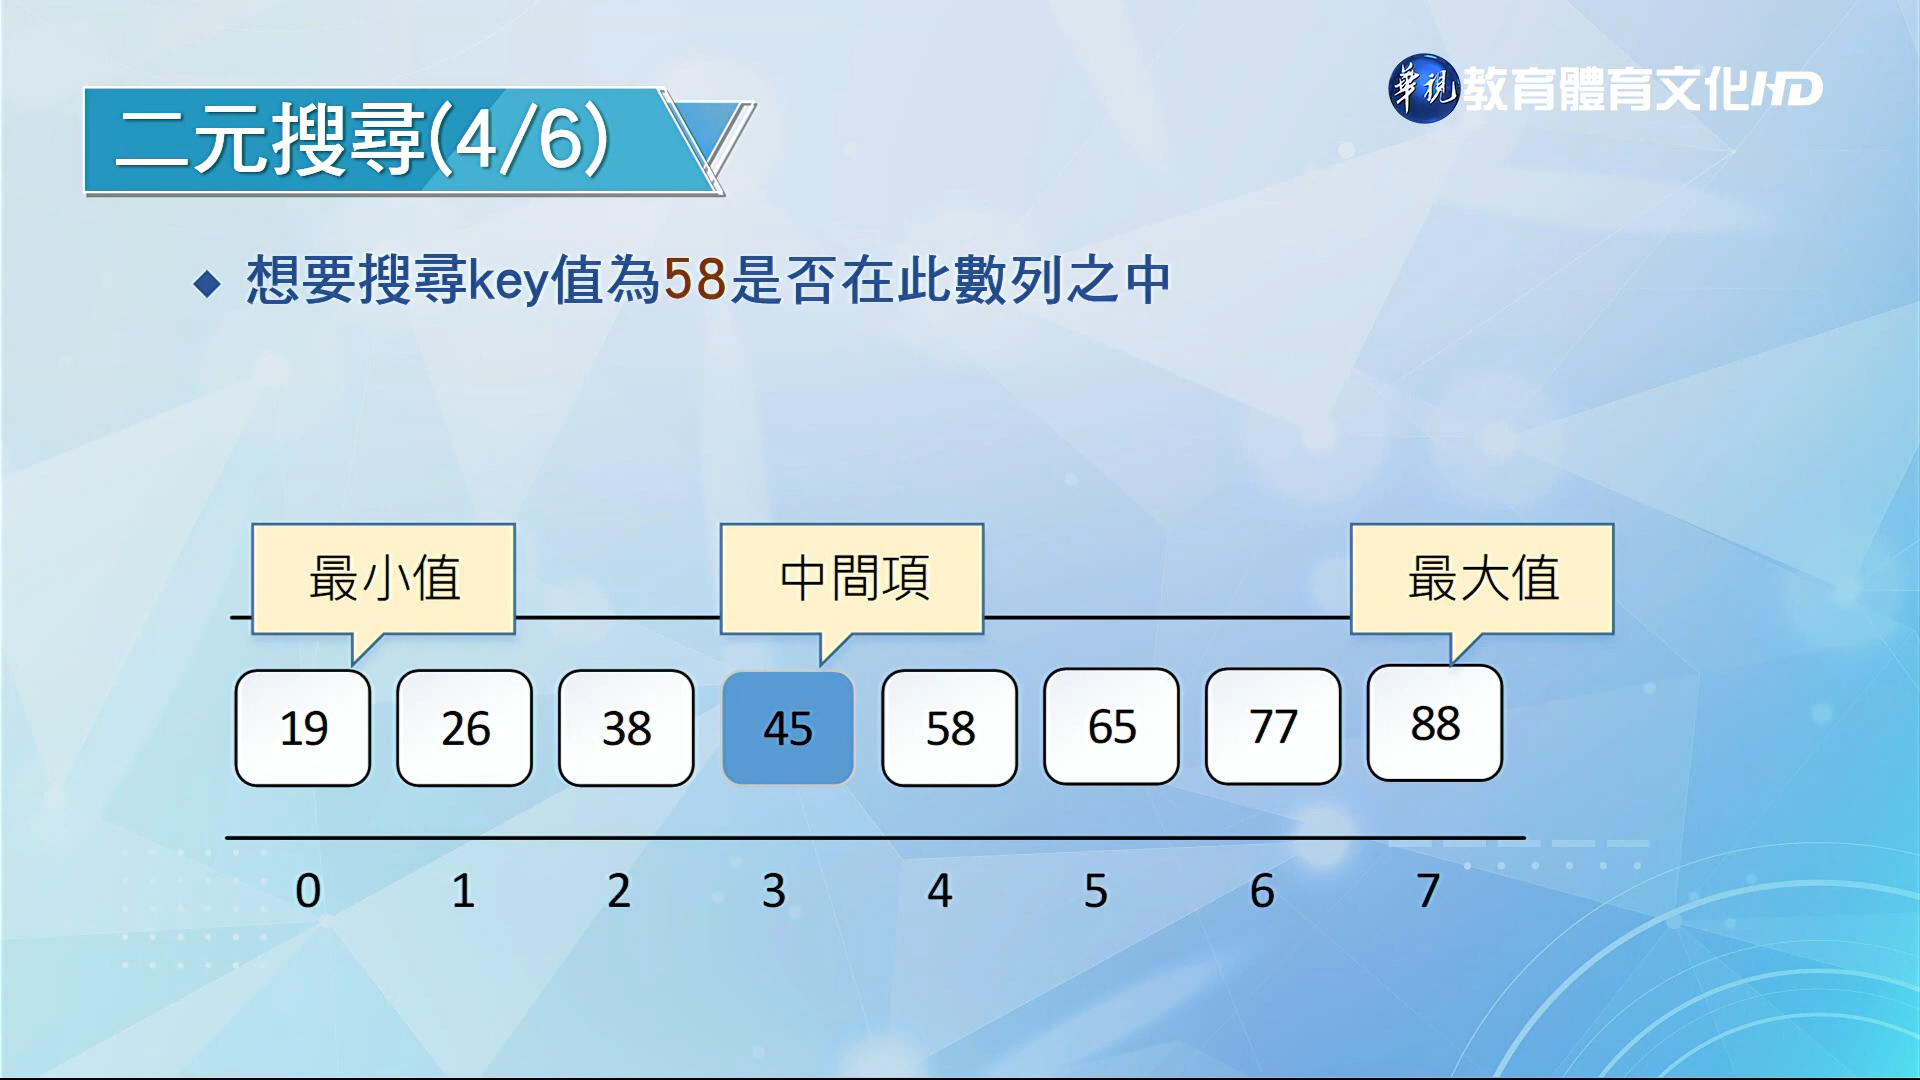 華視 教育體育文化HD
二元搜尋(4/6)
想要搜尋key值為58是否在此數列之中
最小值 中間項 最大值
19 26 38 45 58 65 77 88
0 1 2 3 4 5 6 7